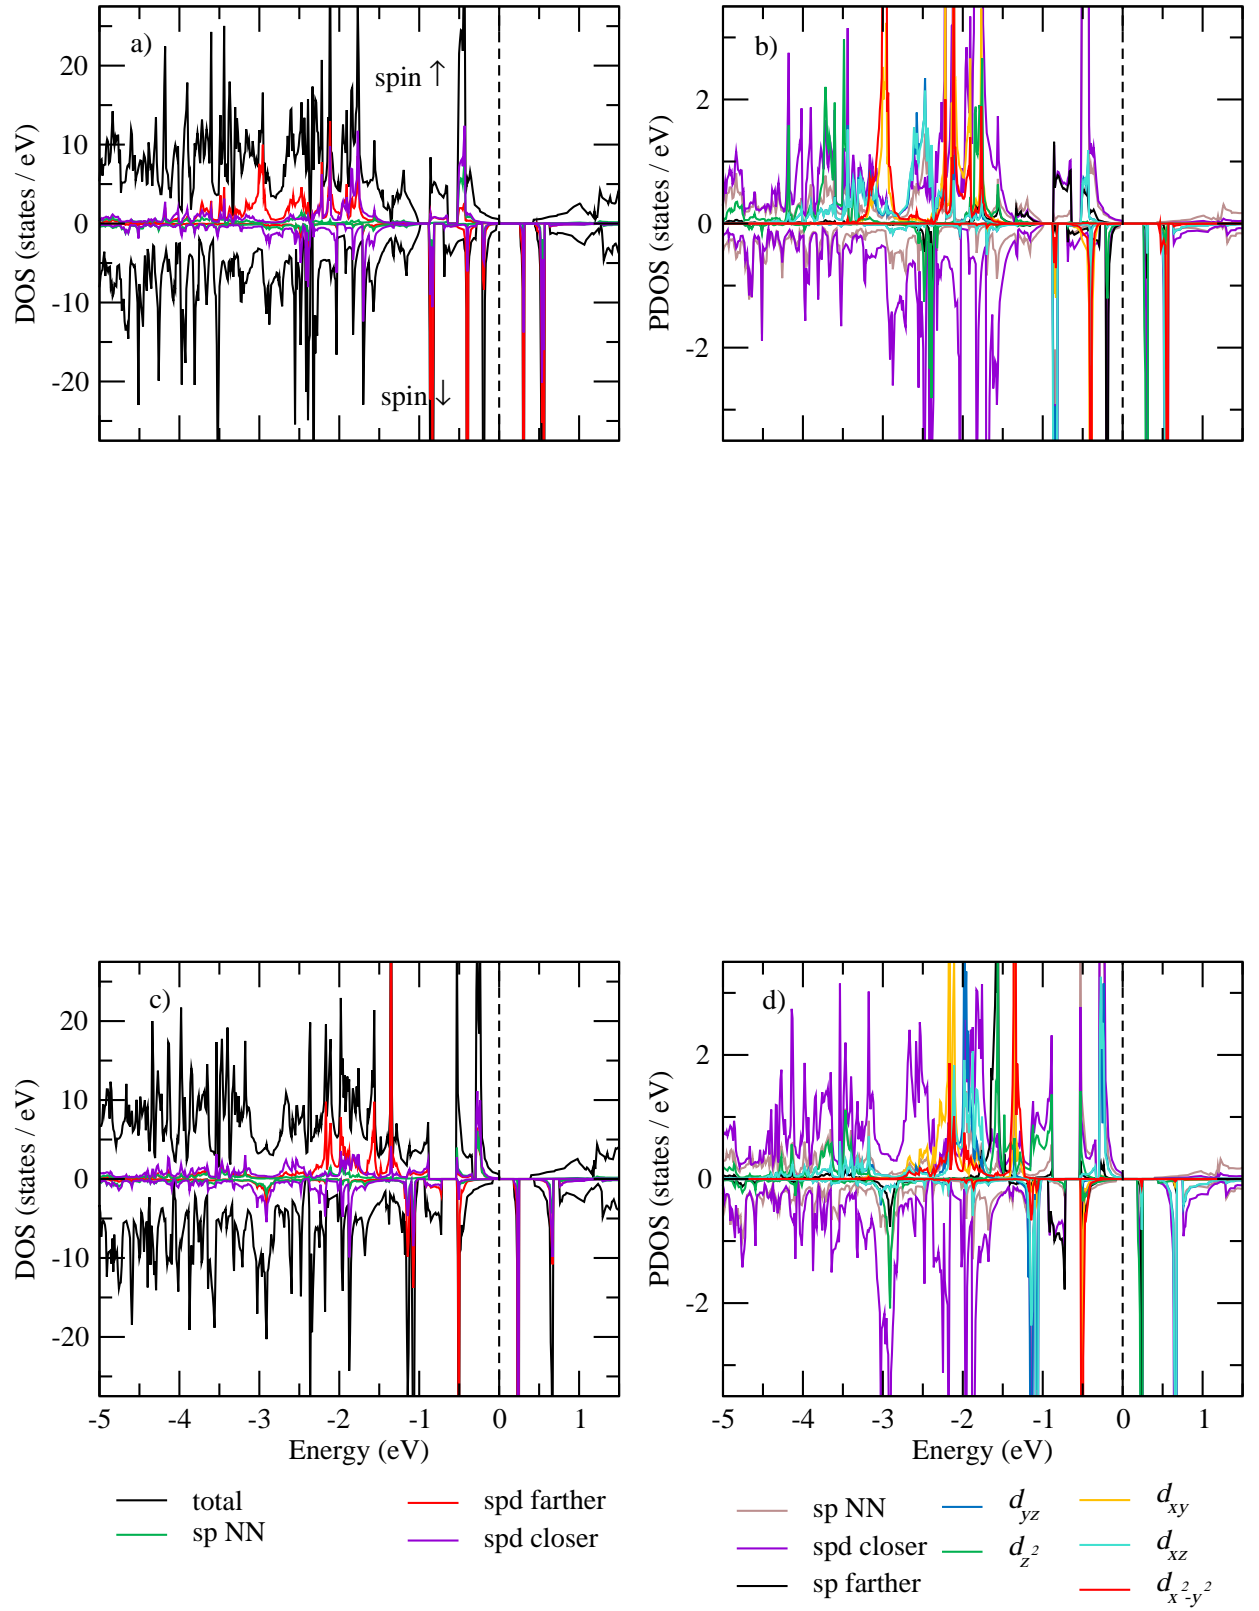 a)
spin ↑
spin ↓
DOS (states / eV)
20
10
0
-10
-20
b)
PDOS (states / eV)
2
0
-2
c)
DOS (states / eV)
20
10
0
-10
-20
-5 -4 -3 -2 -1 0 1
Energy (eV)
d)
PDOS (states / eV)
2
0
-2
-5 -4 -3 -2 -1 0 1
Energy (eV)
total
sp NN
spd farther
spd closer
sp NN
spd closer
sp farther
d_yz
d_z²
d_xy
d_xz
d_x²-y²